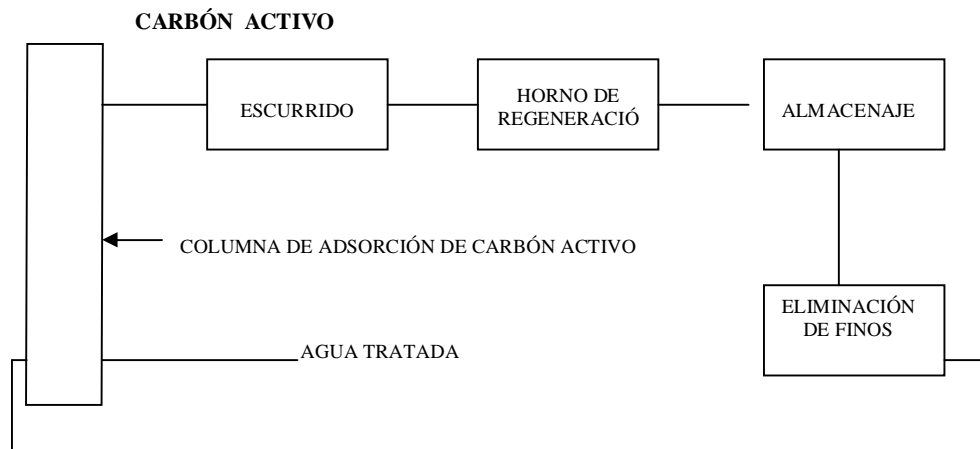 CARBÓN ACTIVO
ESCURRIDO
HORNO DE
REGENERACIÓ
ALMACENAJE
COLUMNA DE ADSORCIÓN DE CARBÓN ACTIVO
ELIMINACIÓN
DE FINOS
AGUA TRATADA